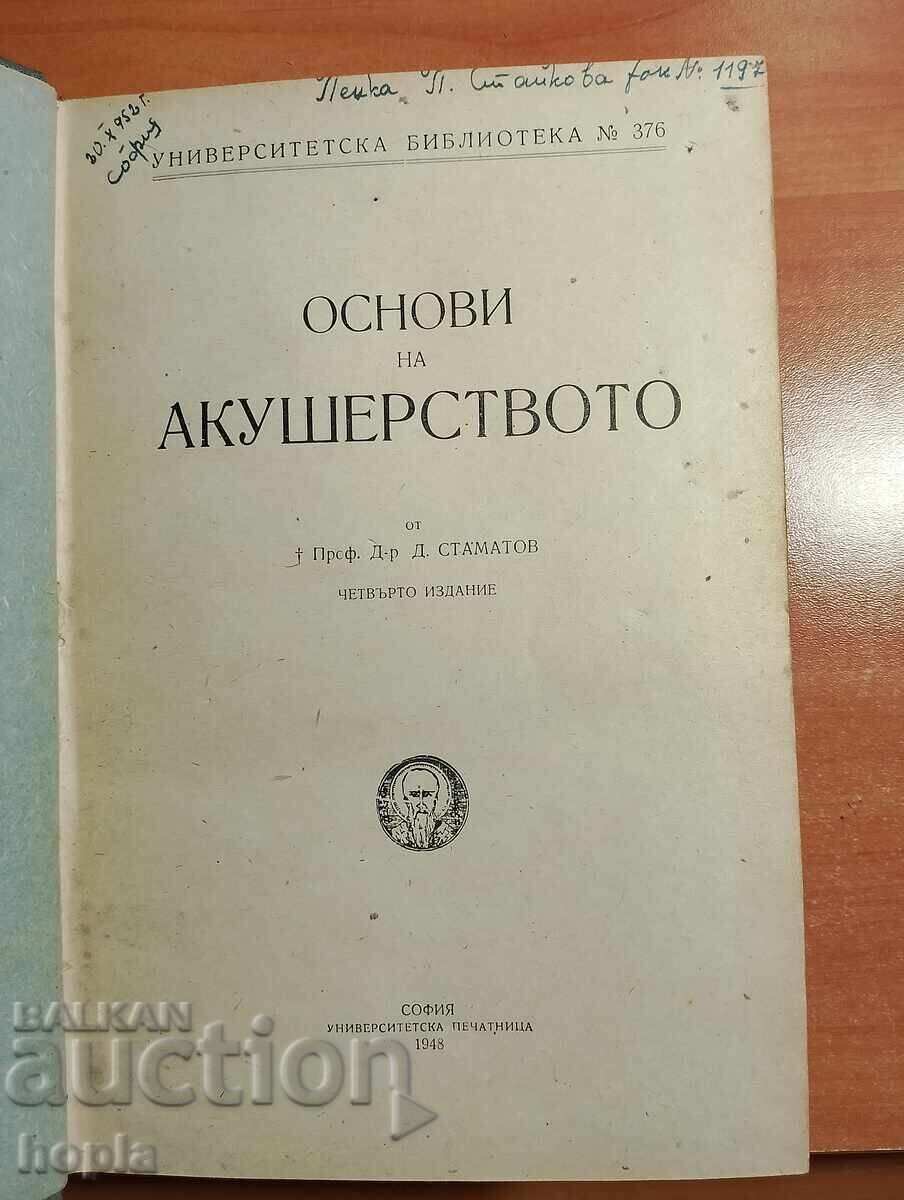 Пенка П. Стайкова фак № 1197
20.X.952 г.
София
УНИВЕРСИТЕТСКА БИБЛИОТЕКА № 376
ОСНОВИ
НА
АКУШЕРСТВОТО
от
† Проф. Д-р Д. СТАМАТОВ
ЧЕТВЪРТО ИЗДАНИЕ
СОФИЯ
УНИВЕРСИТЕТСКА ПЕЧАТНИЦА
1948
BALKAN
auction
hopla